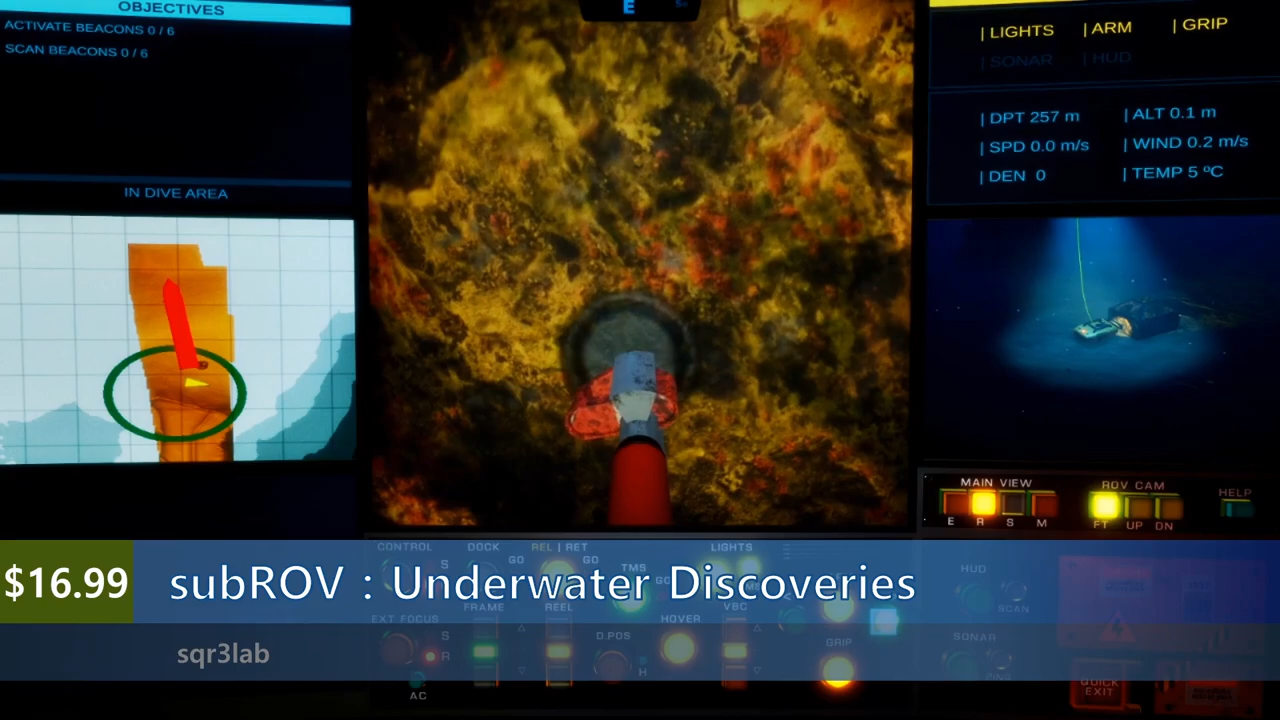 OBJECTIVES
ACTIVATE BEACONS 0 / 6
SCAN BEACONS 0 / 6
IN DIVE AREA
E
| LIGHTS | ARM | GRIP
| SONAR | HUD
| DPT 257 m | ALT 0.1 m
| SPD 0.0 m/s | WIND 0.2 m/s
| DEN 0 | TEMP 5 ºC
MAIN VIEW ROV CAM HELP
E R S M FT UP DN
CONTROL DOCK REL | RET LIGHTS
S GO GO TMS GO HUD
$16.99 subROV : Underwater Discoveries
SCAN
FRAME REEL VBC
EXT FOCUS HOVER
S D.POS GRIP SONAR
R H
PING
AC
QUICK
EXIT
sqr3lab